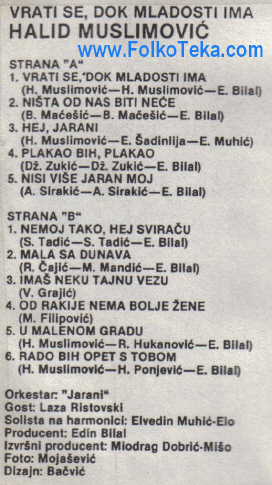 VRATI SE, DOK MLADOSTI IMA
HALID MUSLIMOVIĆ
www.FolkoTeka.com
STRANA "A"
1. VRATI SE, DOK MLADOSTI IMA
(H. Muslimović—H. Muslimović—E. Bilal)
2. NIŠTA OD NAS BITI NEĆE
(B. Maćešić—B. Maćešić—E. Bilal)
3. HEJ, JARANI
(H. Muslimović—E. Šadinlija—E. Muhić)
4. PLAKAO BIH, PLAKAO
(Dž. Zukić—Dž. Zukić—E. Bilal)
5. NISI VIŠE JARAN MOJ
(A. Sirakić—A. Sirakić—E. Bilal)
STRANA "B"
1. NEMOJ TAKO, HEJ SVIRAČU
(S. Tadić—S. Tadić—E. Bilal)
2. MALA SA DUNAVA
(R. Čajić—M. Mandić—E. Bilal)
3. IMAŠ NEKU TAJNU VEZU
(V. Grajić)
4. OD RAKIJE NEMA BOLJE ŽENE
(M. Filipović)
5. U MALENOM GRADU
(H. Muslimović—R. Hukanović—E. Bilal)
6. RADO BIH OPET S TOBOM
(H. Muslimović—H. Ponjević—E. Bilal)
Orkestar: "Jarani"
Gost: Laza Ristovski
Solista na harmonici: Elvedin Muhić-Elo
Producent: Edin Bilal
Izvršni producent: Miodrag Dobrić-Mišo
Foto: Mojašević
Dizajn: Bačvić